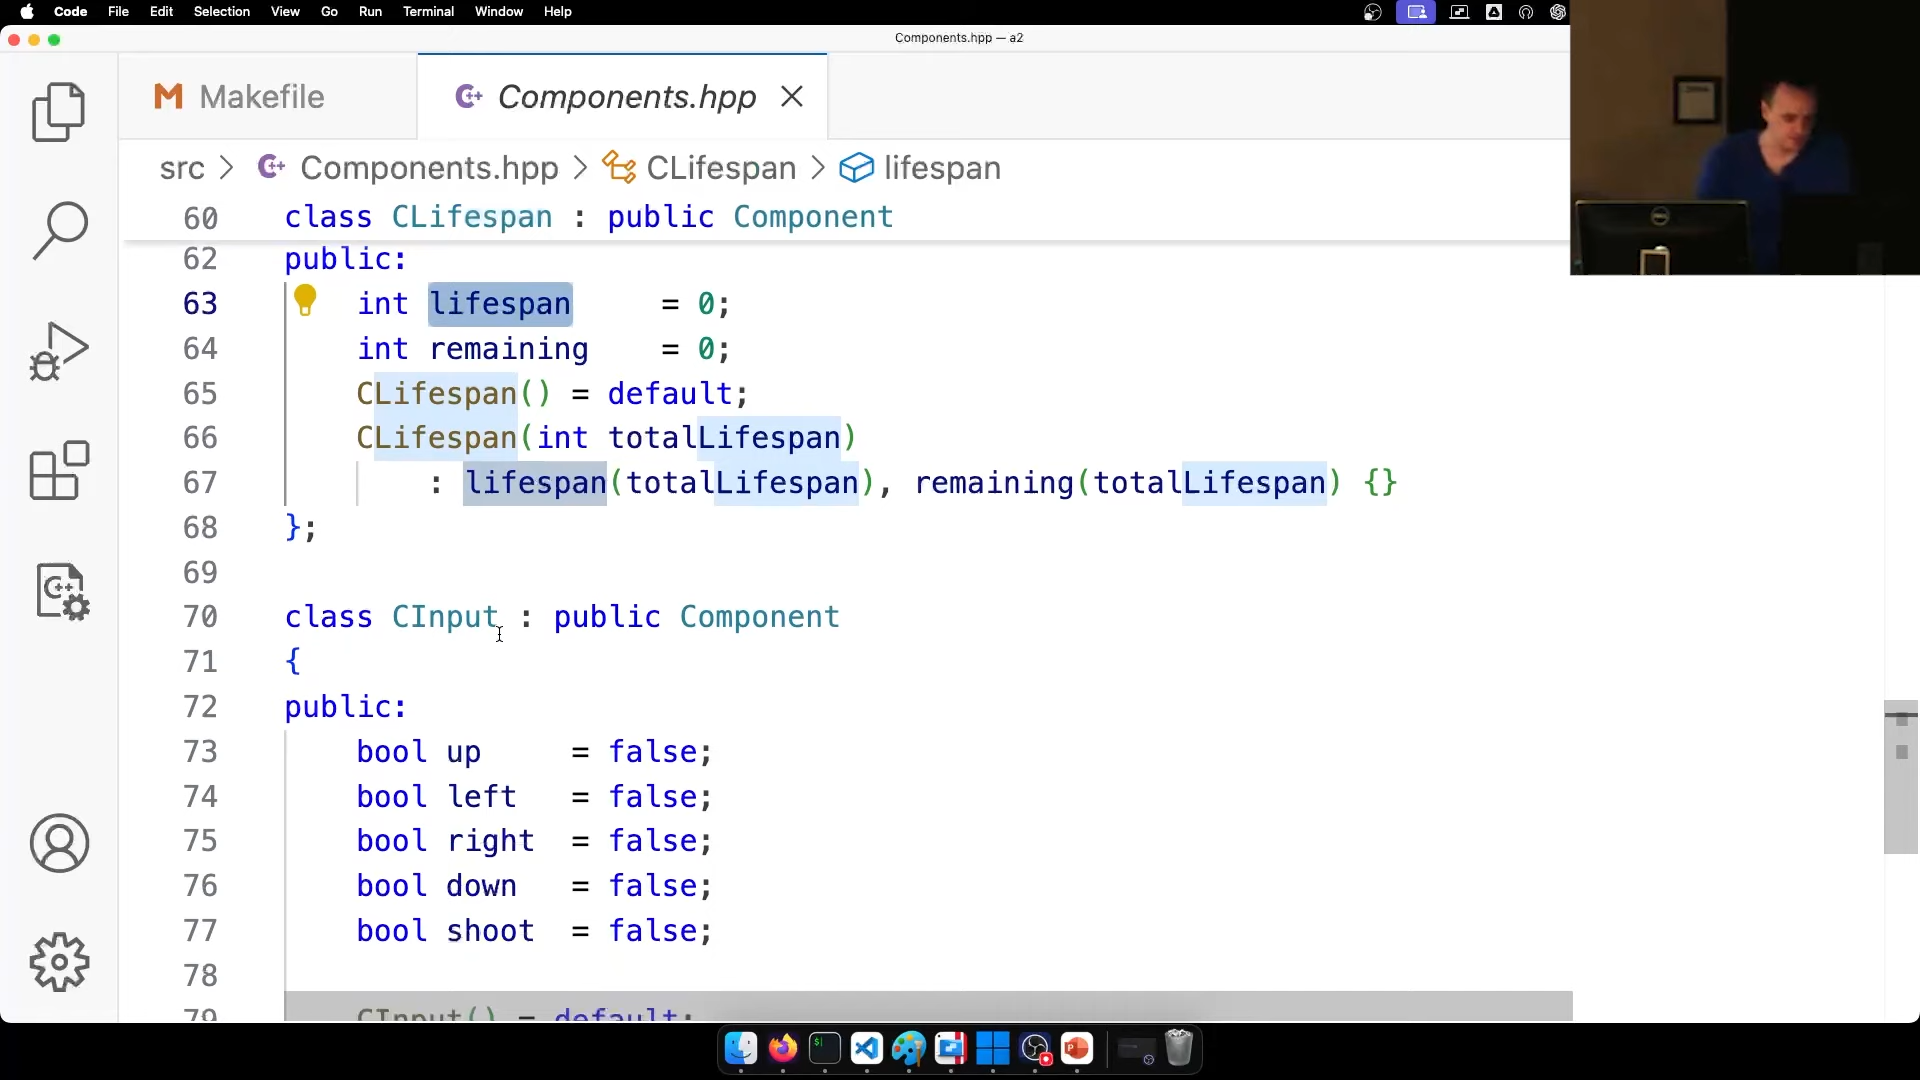 Code File Edit Selection View Go Run Terminal Window Help
Components.hpp — a2
Makefile
Components.hpp
src > Components.hpp > CLifespan > lifespan
60 class CLifespan : public Component
62 public:
63 int lifespan = 0;
64 int remaining = 0;
65 CLifespan() = default;
66 CLifespan(int totalLifespan)
67 : lifespan(totalLifespan), remaining(totalLifespan) {}
68 };
69
70 class CInput : public Component
71 {
72 public:
73 bool up = false;
74 bool left = false;
75 bool right = false;
76 bool down = false;
77 bool shoot = false;
78
79 CInput() = default;